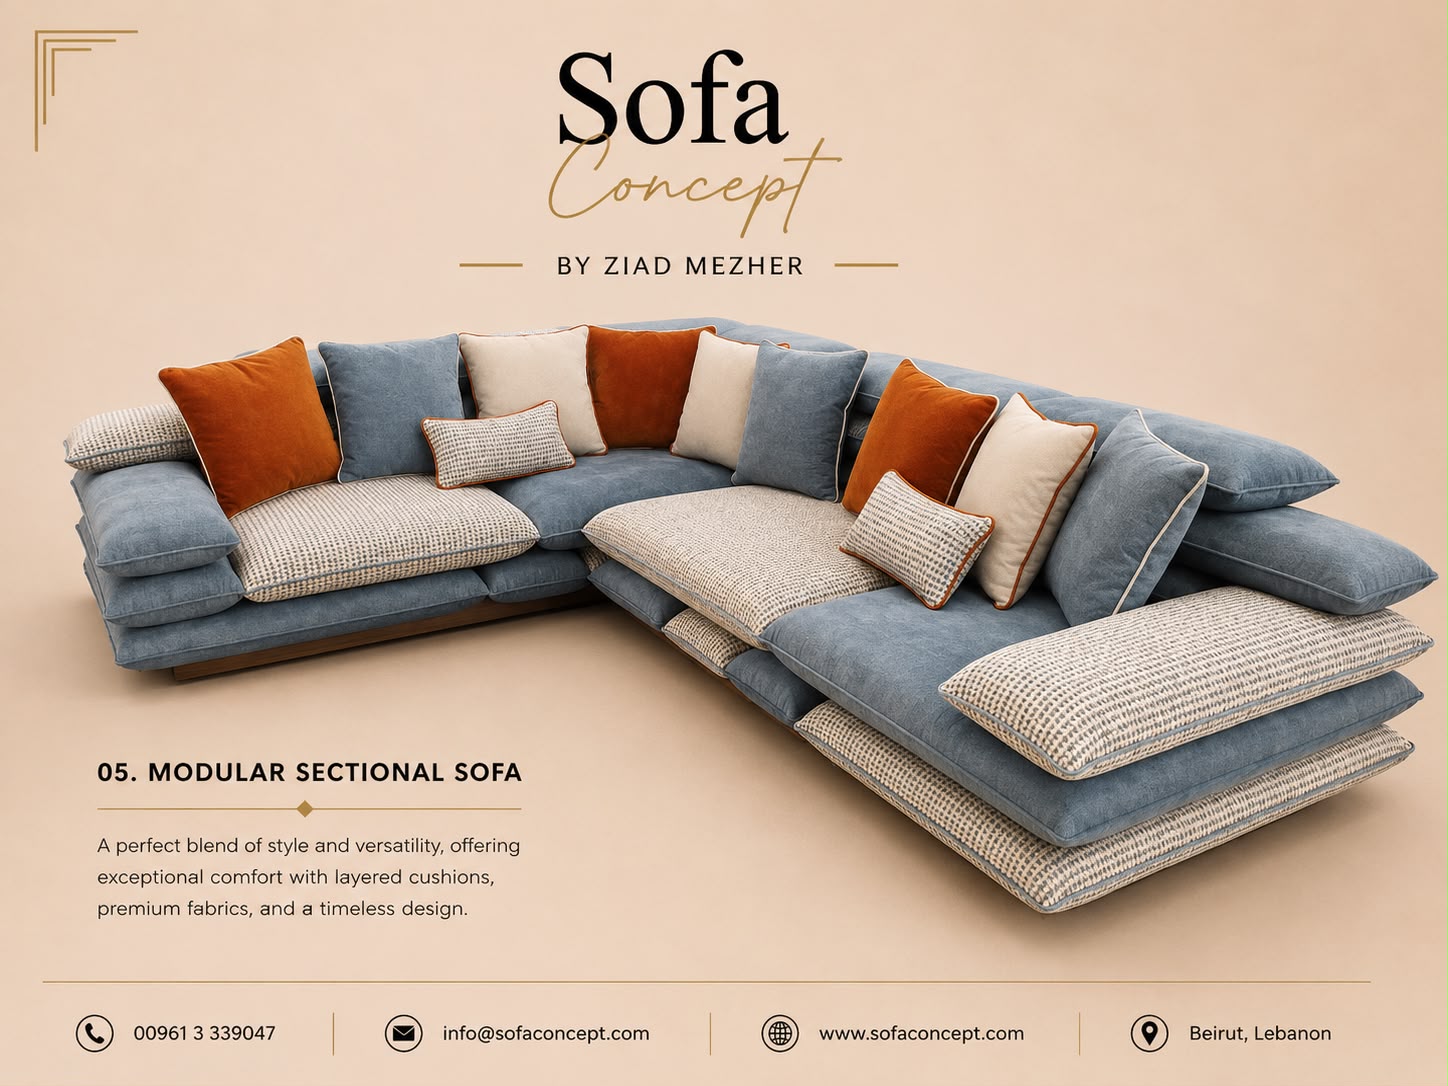 Sofa
Concept
BY ZIAD MEZHER
05. MODULAR SECTIONAL SOFA
A perfect blend of style and versatility, offering
exceptional comfort with layered cushions,
premium fabrics, and a timeless design.
00961 3 339047
info@sofaconcept.com
www.sofaconcept.com
Beirut, Lebanon